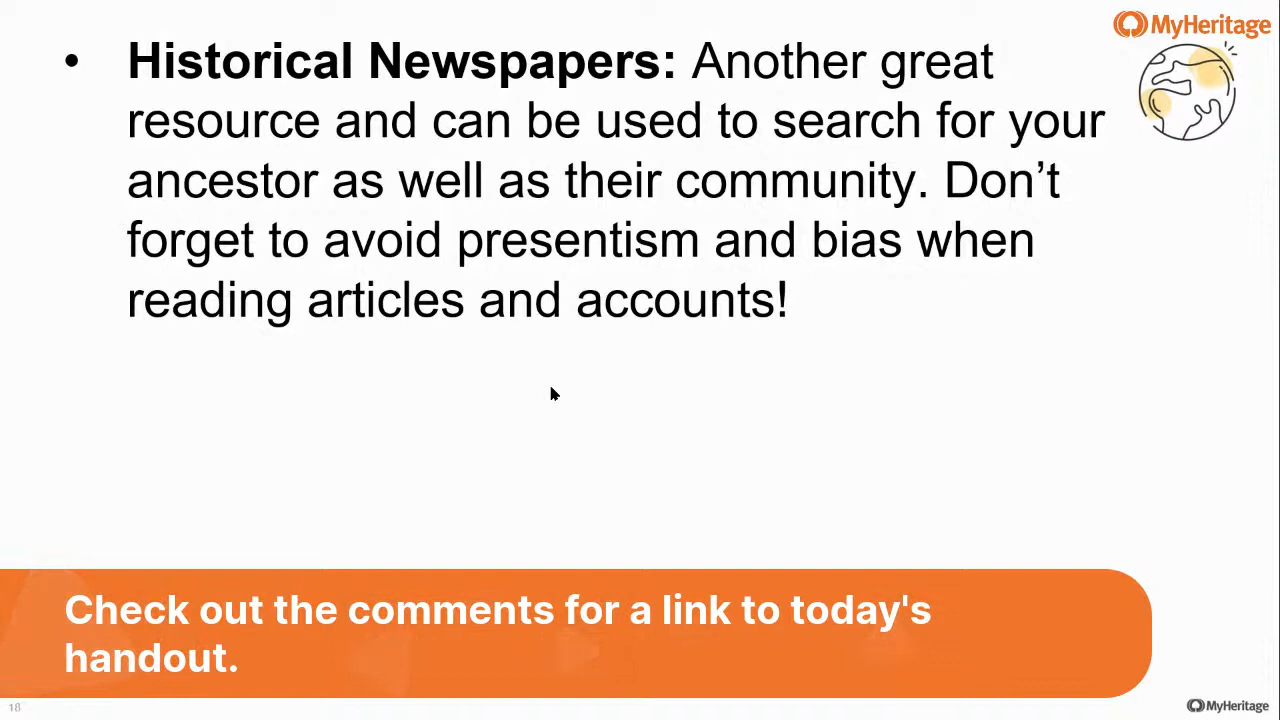 MyHeritage
• Historical Newspapers: Another great
resource and can be used to search for your
ancestor as well as their community. Don’t
forget to avoid presentism and bias when
reading articles and accounts!
Check out the comments for a link to today's
handout.
18
MyHeritage